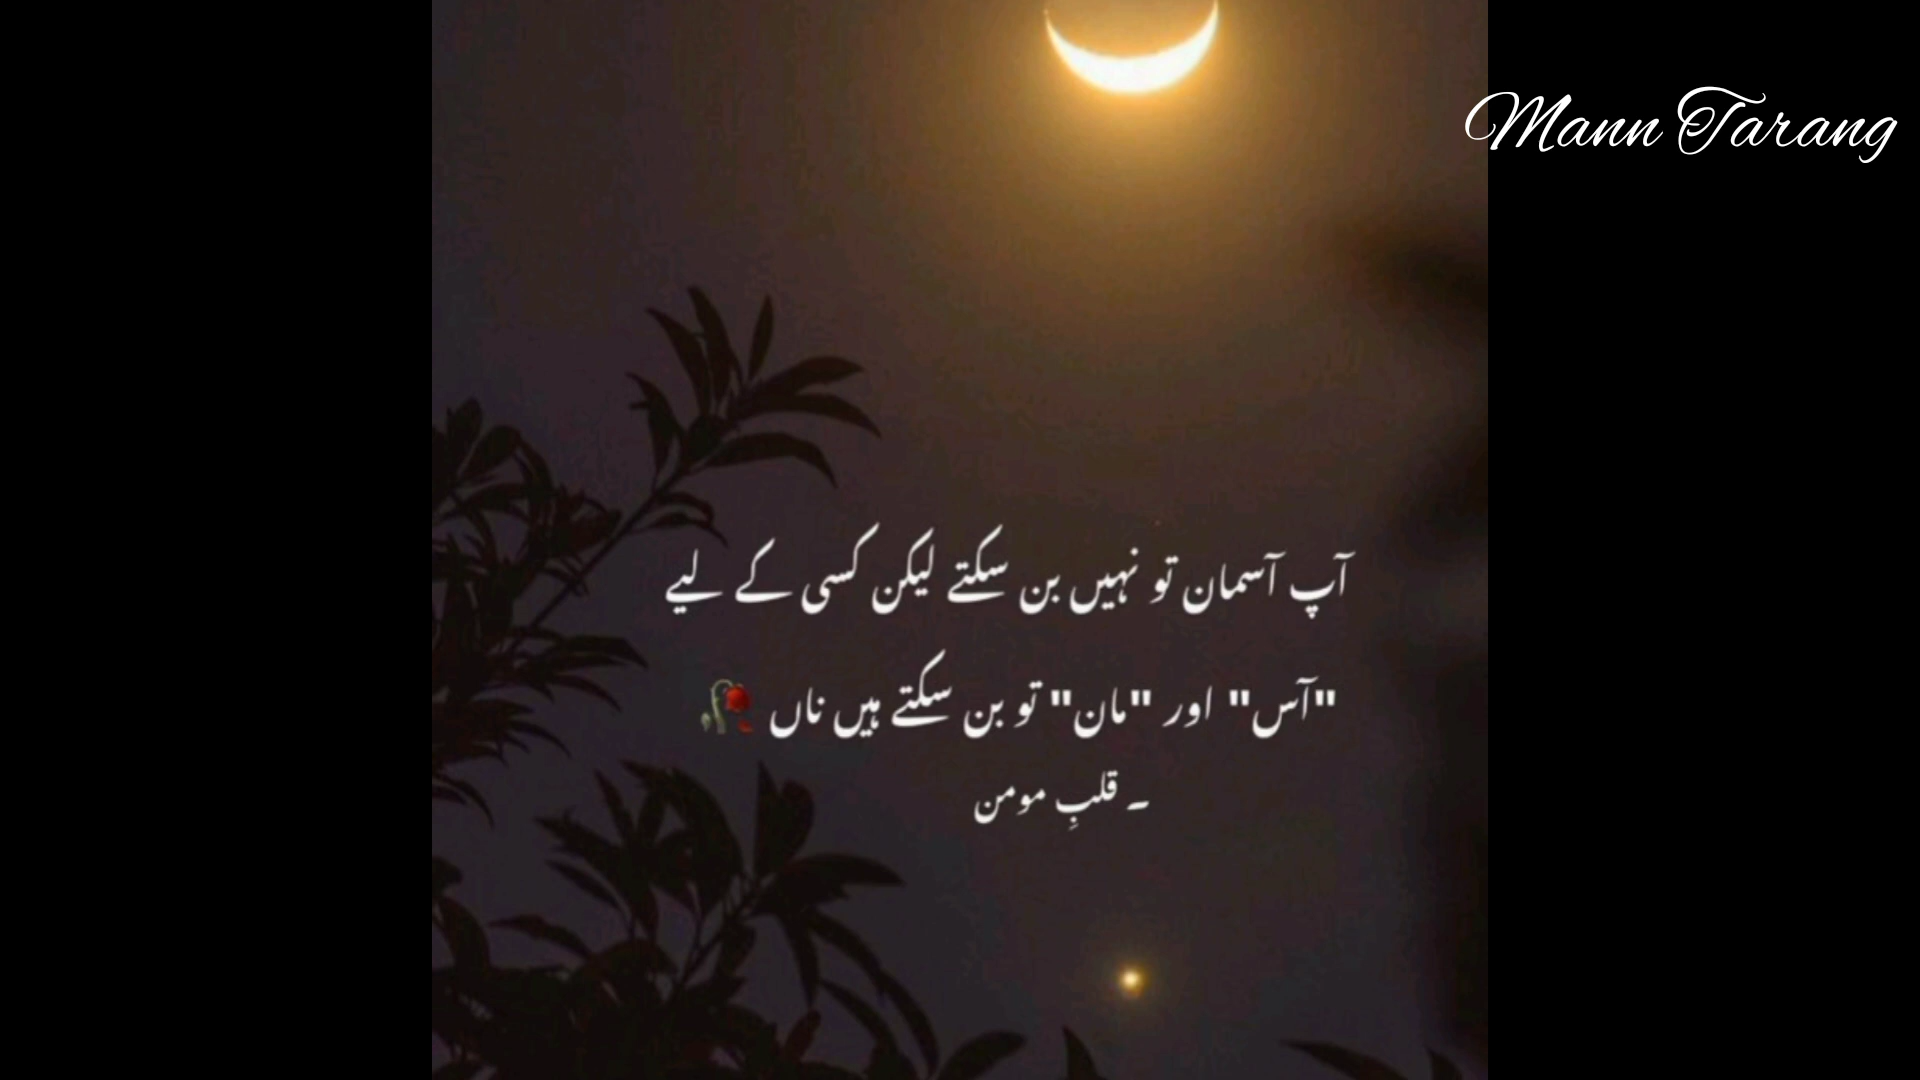 Mann Tarang
آپ آسمان تو نہیں بن سکتے لیکن کسی کے لیے
"آس" اور "مان" تو بن سکتے ہیں ناں 🥀
۔ قلبِ مومن